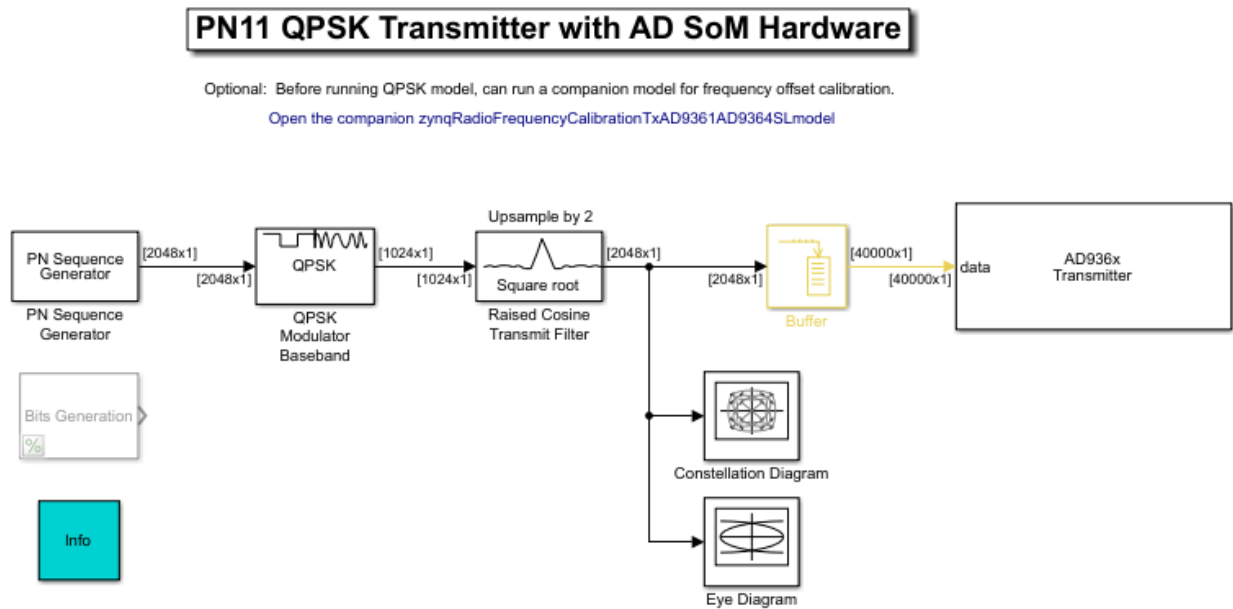 PN11 QPSK Transmitter with AD SoM Hardware
Optional:  Before running QPSK model, can run a companion model for frequency offset calibration.
Open the companion zynqRadioFrequencyCalibrationTxAD9361AD9364SLmodel
Upsample by 2
PN Sequence
Generator
[2048x1]
[2048x1]
QPSK
[1024x1]
[1024x1]
Square root
[2048x1]
[2048x1]
[40000x1]
[40000x1]
data
AD936x
Transmitter
PN Sequence
Generator
QPSK
Modulator
Baseband
Raised Cosine
Transmit Filter
Buffer
Bits Generation
%
Constellation Diagram
Info
Eye Diagram